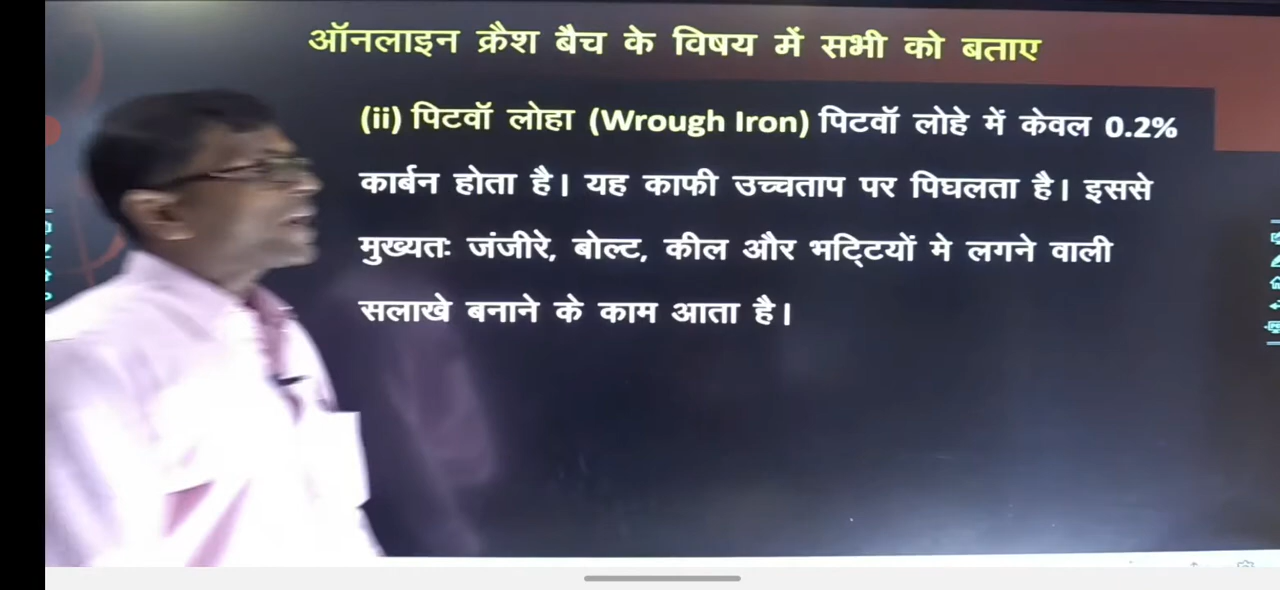 ऑनलाइन क्रैश बैच के विषय में सभी को बताए
(ii) पिटवॉ लोहा (Wrough Iron) पिटवॉ लोहे में केवल 0.2%
कार्बन होता है। यह काफी उच्चताप पर पिघलता है। इससे
मुख्यतः जंजीरे, बोल्ट, कील और भट्टियों मे लगने वाली
सलाखे बनाने के काम आता है।